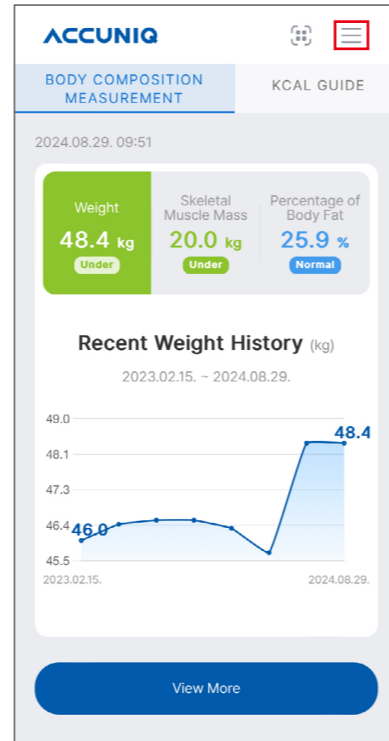 ACCUNIQ
BODY COMPOSITION
MEASUREMENT
KCAL GUIDE
2024.08.29. 09:51
Weight
48.4 kg
Under
Skeletal
Muscle Mass
20.0 kg
Under
Percentage of
Body Fat
25.9 %
Normal
Recent Weight History (kg)
2023.02.15. ~ 2024.08.29.
49.0
48.4
48.1
47.3
46.4
46.0
45.5
2023.02.15.
2024.08.29.
View More